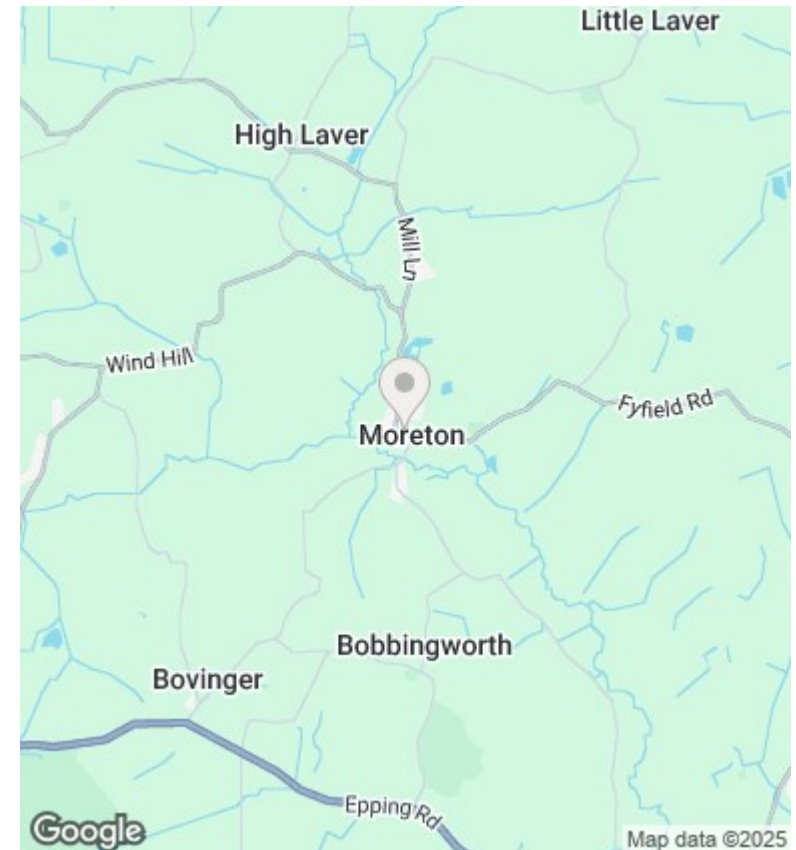 Little Laver
High Laver
Mill Ln
Wind Hill
Fyfield Rd
Moreton
Bobbingworth
Bovinger
Epping Rd
Google
Map data ©2025